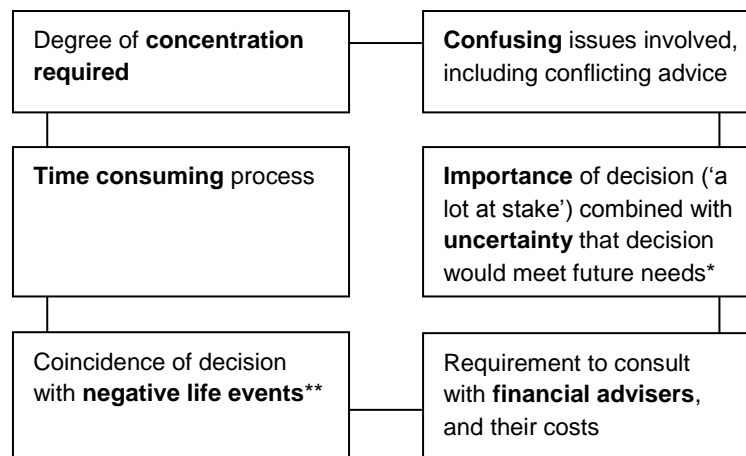 Degree of concentration
required
Confusing issues involved,
including conflicting advice
Time consuming process
Importance of decision (‘a
lot at stake’) combined with
uncertainty that decision
would meet future needs*
Coincidence of decision
with negative life events**
Requirement to consult
with financial advisers,
and their costs